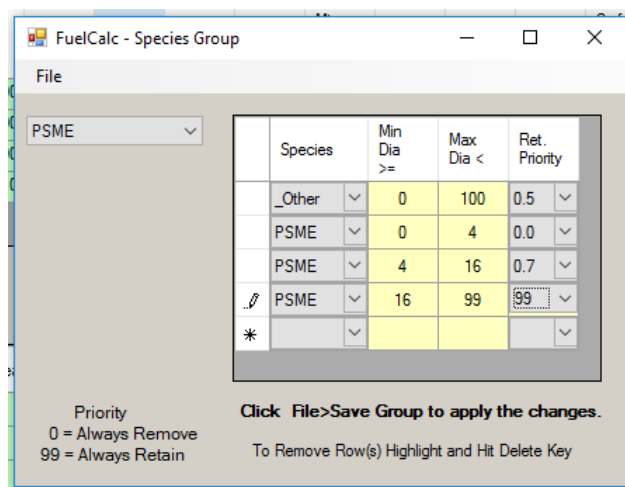 FuelCalc - Species Group
File
PSME
Species Min Dia >= Max Dia < Ret. Priority
_Other 0 100 0.5
PSME 0 4 0.0
PSME 4 16 0.7
PSME 16 99 99
Priority
0 = Always Remove
99 = Always Retain
Click File>Save Group to apply the changes.
To Remove Row(s) Highlight and Hit Delete Key